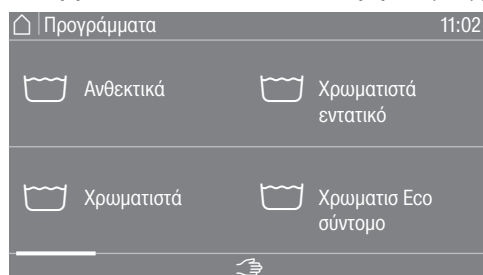 Προγράμματα 11:02
Ανθεκτικά
Χρωματιστά
εντατικό
Χρωματιστά
Χρωματισ Eco
σύντομο